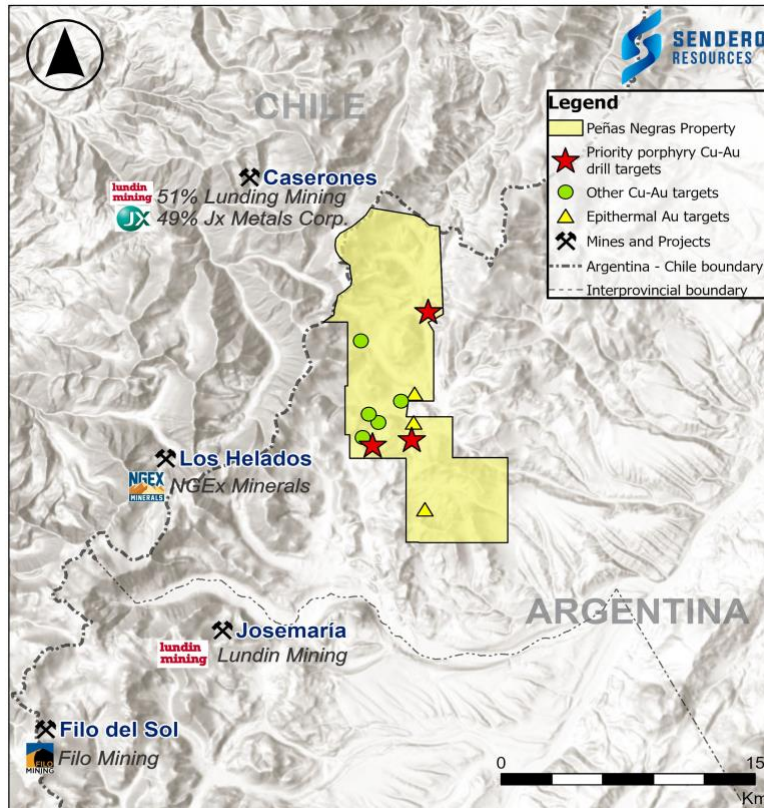 SENDERO
RESOURCES
CHILE
Legend
Peñas Negras Property
Priorty porphyry Cu-Au
drill targets
Other Cu-Au targets
Epithermal Au targets
Mines and Projects
Argentina - Chile boundary
Interprovincial boundary
Caserones
lundin
mining
51% Lunding Mining
JX
49% Jx Metals Corp.
Los Helados
NGEX
MINERALS
NGEx Minerals
ARGENTINA
Josemaría
lundin
mining
Lundin Mining
Filo del Sol
FILO
MINING
Filo Mining
0 15
Km